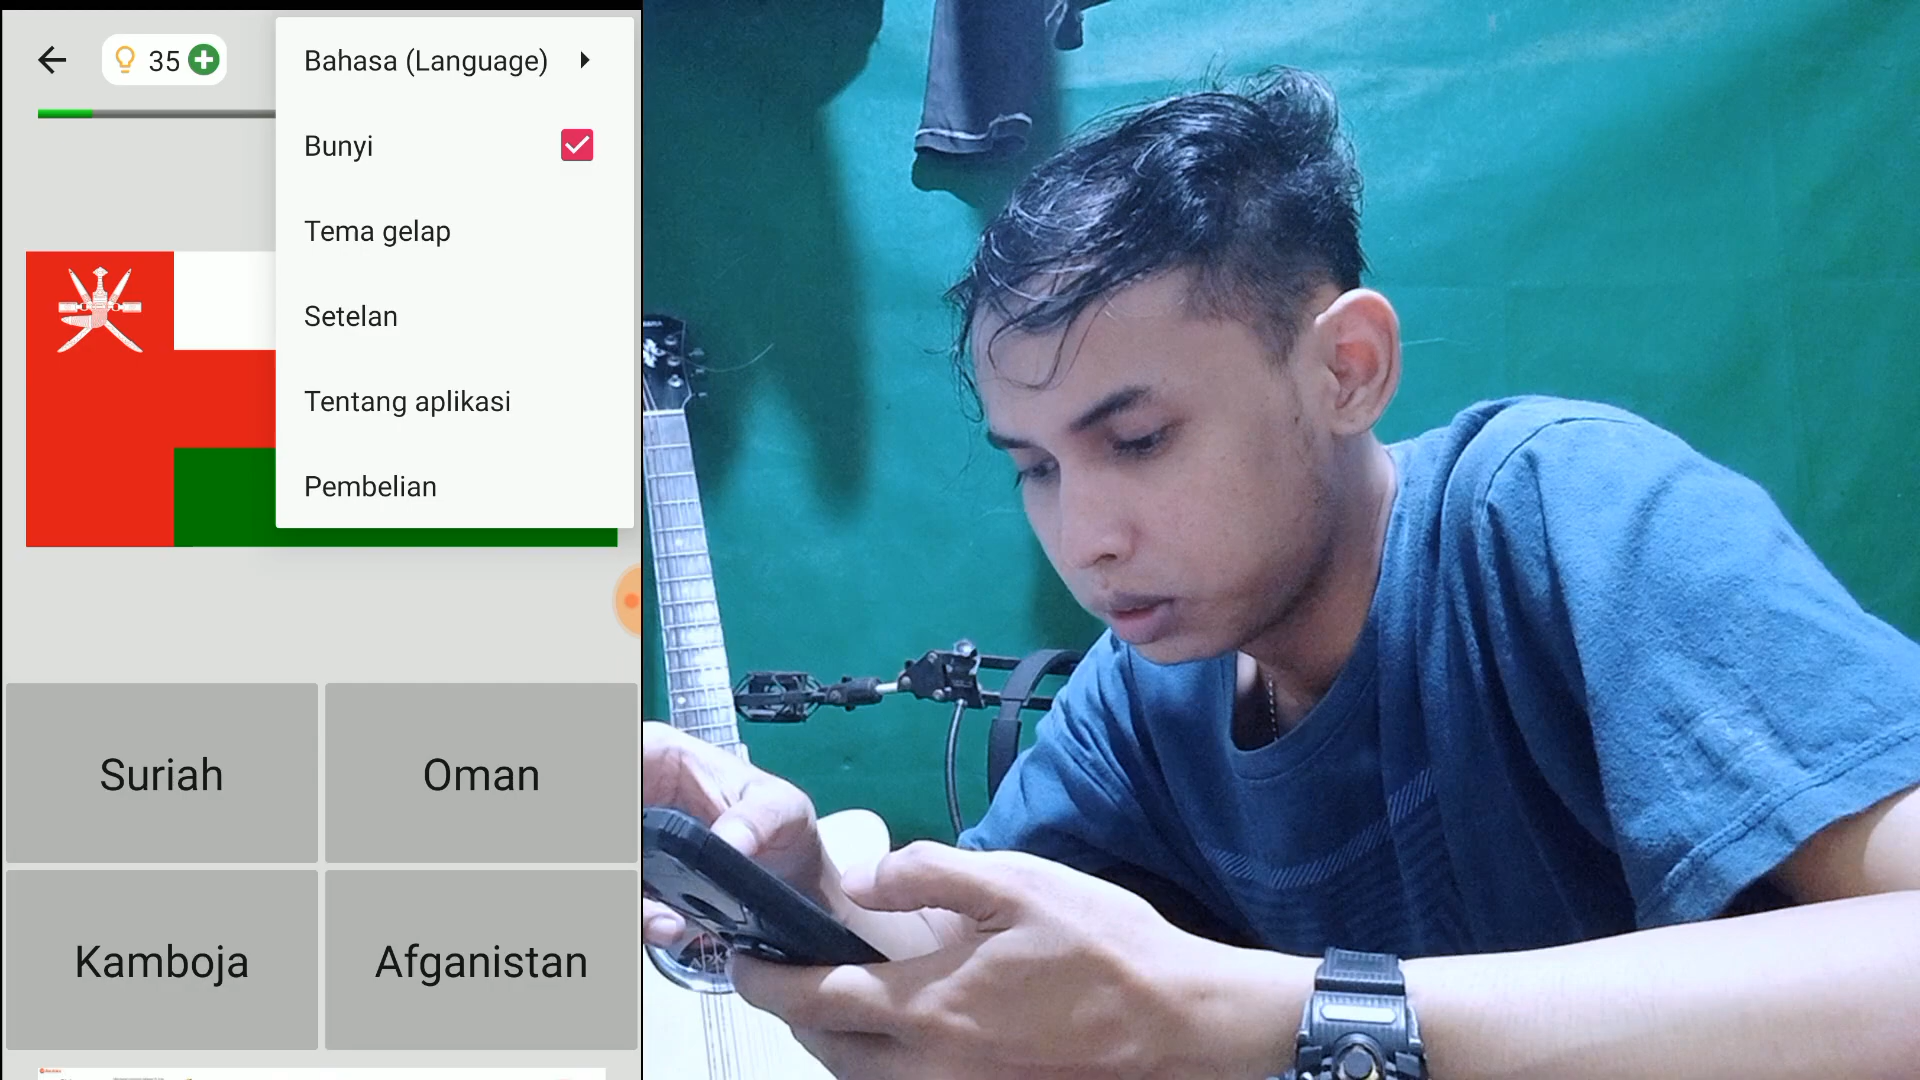 35
Bahasa (Language)
Bunyi
Tema gelap
Setelan
Tentang aplikasi
Pembelian
Suriah
Oman
Kamboja
Afganistan